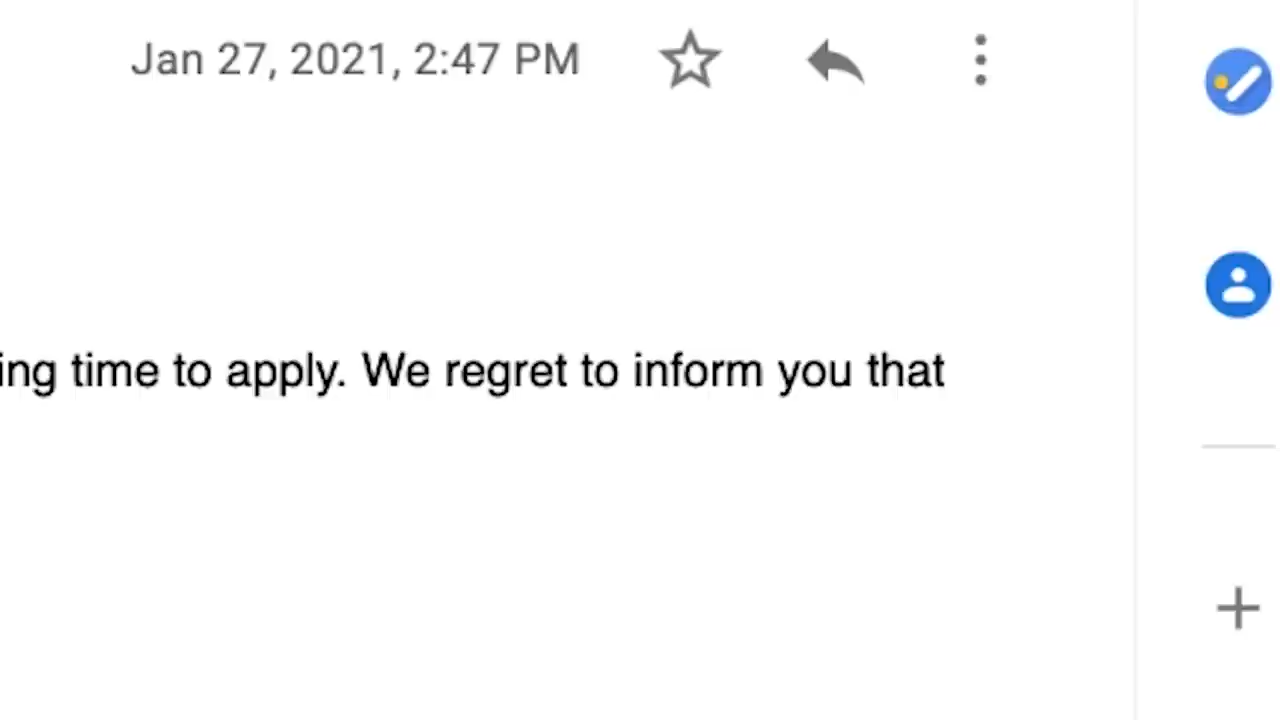 Jan 27, 2021, 2:47 PM
ing time to apply. We regret to inform you that